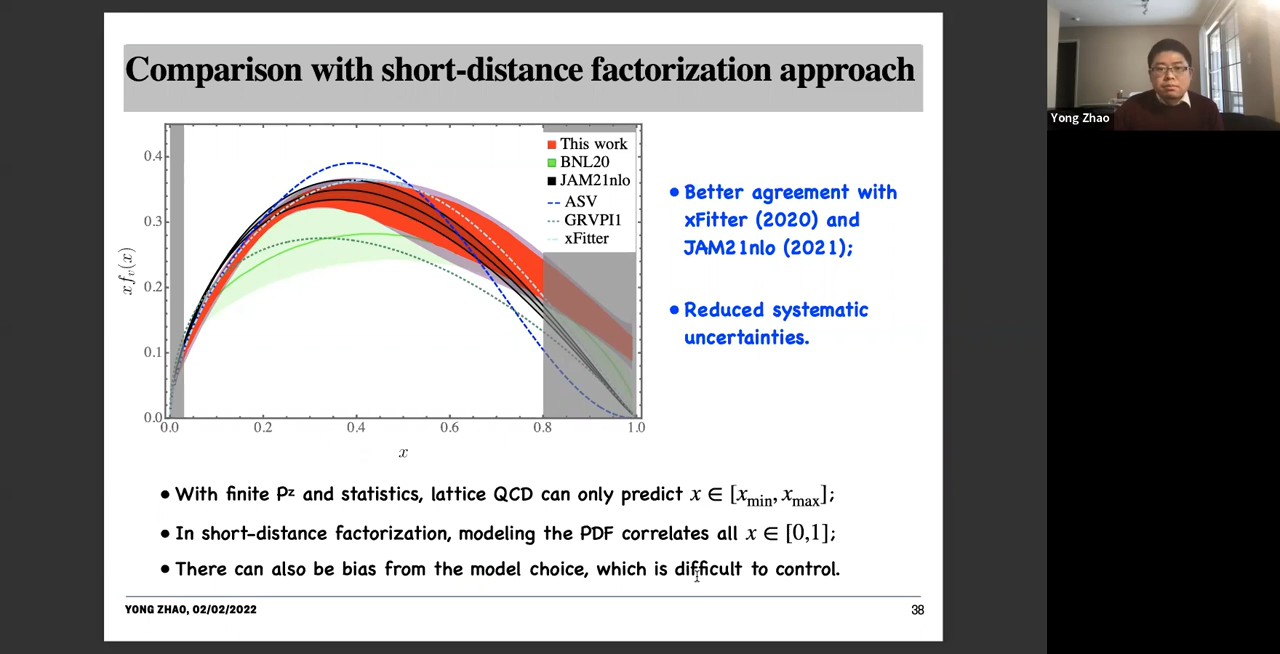 Comparison with short-distance factorization approach
Yong Zhao
This work
BNL20
JAM21nlo
ASV
GRVPI1
xFitter
0.4
0.3
0.2
0.1
0.0
x f_v(x)
0.0 0.2 0.4 0.6 0.8 1.0
x
• Better agreement with
xFitter (2020) and
JAM21nlo (2021);
• Reduced systematic
uncertainties.
• With finite Pᶻ and statistics, lattice QCD can only predict x ∈ [x_min, x_max];
• In short-distance factorization, modeling the PDF correlates all x ∈ [0,1];
• There can also be bias from the model choice, which is difficult to control.
YONG ZHAO, 02/02/2022 38